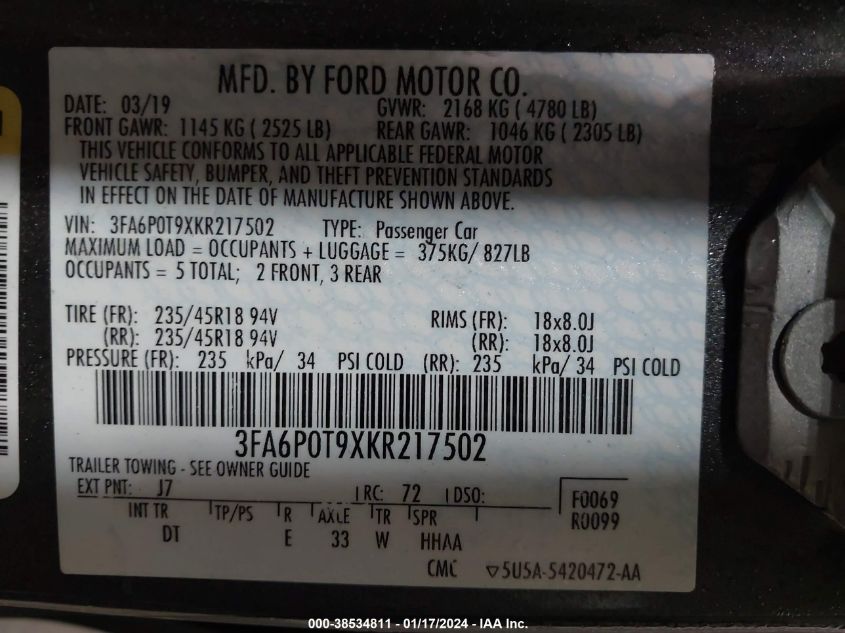 MFD. BY FORD MOTOR CO.
DATE: 03/19 GVWR: 2168 KG ( 4780 LB)
FRONT GAWR: 1145 KG ( 2525 LB) REAR GAWR: 1046 KG ( 2305 LB)
THIS VEHICLE CONFORMS TO ALL APPLICABLE FEDERAL MOTOR
VEHICLE SAFETY, BUMPER, AND THEFT PREVENTION STANDARDS
IN EFFECT ON THE DATE OF MANUFACTURE SHOWN ABOVE.
VIN: 3FA6P0T9XKR217502 TYPE: Passenger Car
MAXIMUM LOAD = OCCUPANTS + LUGGAGE = 375KG/ 827LB
OCCUPANTS = 5 TOTAL; 2 FRONT, 3 REAR
TIRE (FR): 235/45R18 94V RIMS (FR): 18x8.0J
(RR): 235/45R18 94V (RR): 18x8.0J
PRESSURE (FR): 235 kPa/ 34 PSI COLD (RR): 235 kPa/ 34 PSI COLD
3FA6P0T9XKR217502
TRAILER TOWING - SEE OWNER GUIDE
EXT PNT: J7 RC: 72 DSO: F0069
INT TR TP/PS R AXLE TR SPR R0099
DT E 33 W HHAA
CMC ▽5U5A-5420472-AA
000-38534811 - 01/17/2024 - IAA Inc.